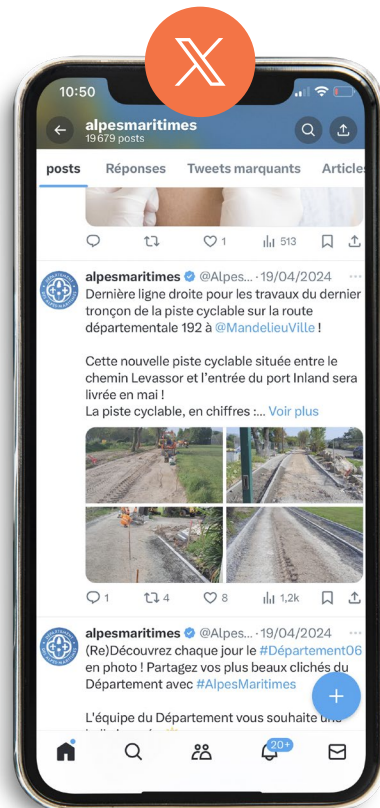 10:50
alpesmaritimes
19 679 posts
posts Réponses Tweets marquants Articles
1 513
alpesmaritimes @Alpes... · 19/04/2024
Dernière ligne droite pour les travaux du dernier
tronçon de la piste cyclable sur la route
départementale 192 à @MandelieuVille !
Cette nouvelle piste cyclable située entre le
chemin Levassor et l'entrée du port Inland sera
livrée en mai !
La piste cyclable, en chiffres :... Voir plus
1 4 8 1,2k
alpesmaritimes @Alpes... · 19/04/2024
(Re)Découvrez chaque jour le #Département06
en photo ! Partagez vos plus beaux clichés du
Département avec #AlpesMaritimes
L'équipe du Département vous souhaite une
20+